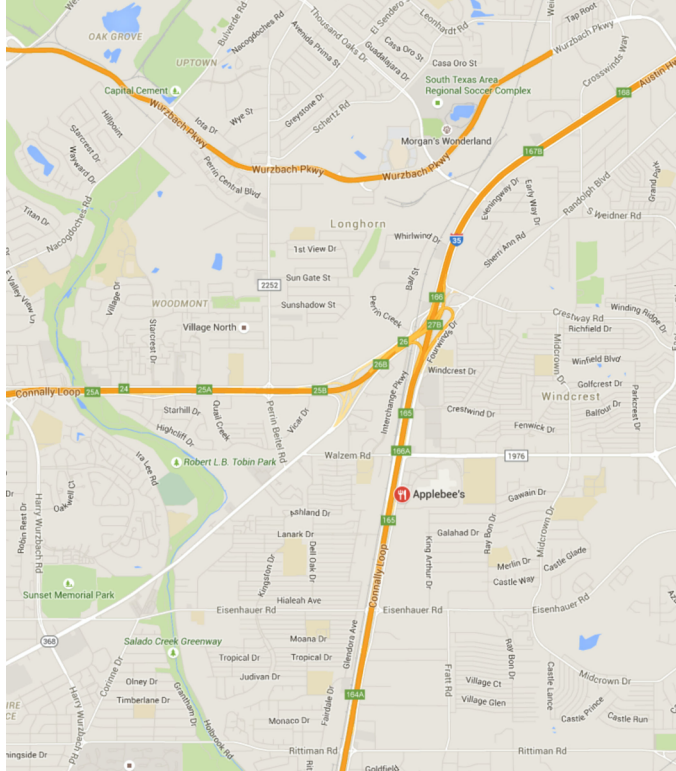 OAK GROVE
Bulverde Rd
Nacogdoches Rd
UPTOWN
Avenida Prima St
Thousand Oaks Dr
El Sendero
Guadalajara Dr
Casa Oro St
Leonhardt Rd
Casa Oro St
Tap Root
Wurzbach Pkwy
Crosswinds Way
Austin Hw
168
South Texas Area
Regional Soccer Complex
Capital Cement
Wurzbach Pkwy
Hillpoint
Iota Dr
Wye St
Greystone Dr
Schertz Rd
Morgan's Wonderland
167B
Starcrest Dr
Wayward Dr
Perrin Central Blvd
Wurzbach Pkwy
Wurzbach Pkwy
Eveningway Dr
Early Way Dr
Randolph Blvd
Grand Park
Titan Dr
Nacogdoches Rd
Longhorn
Whirlwind Dr
S Weidner Rd
35
1st View Dr
Sherri Ann Rd
E Valley View Ln
Village Dr
2252
Sun Gate St
Ball St
166
WOODMONT
Sunshadow St
Perrin Creek
Starcrest Dr
Village North
27B
26
Fourwinds Dr
Crestway Rd
Winding Ridge Dr
Richfield Dr
Midcrown Dr
Winfield Blvd
26B
Windcrest Dr
Connally Loop
25A
24
25A
25B
Golfcrest Dr
Windcrest
Balfour Dr
Parkcrest Dr
Interchange Pkwy
Starhill Dr
Quail Creek
Perrin Beitel Rd
Vicar Dr
165
Crestwind Dr
Fenwick Dr
Highcliff Dr
Walzem Rd
166A
1976
Robert L.B. Tobin Park
Ira Lee Rd
Applebee's
Gawain Dr
Oakwell Ct
Harry Wurzbach Rd
Robin Rest Dr
Ashland Dr
165
Lanark Dr
Dell Oak Dr
Kingston Dr
Connally Loop
King Arthur Dr
Galahad Dr
Ray Bon Dr
Midcrown Dr
Merlin Dr
Castle Glade
Castle Way
Sunset Memorial Park
Hialeah Ave
Eisenhauer Rd
Eisenhauer Rd
Eisenhauer Rd
368
Salado Creek Greenway
Moana Dr
Glendora Ave
Tropical Dr
Tropical Dr
Ray Bon Dr
Corinne Dr
Olney Dr
Judivan Dr
Fratt Rd
Village Ct
Castle Lance
Midcrown Dr
Timberlane Dr
Grantham Dr
Fairdale Dr
164A
Village Glen
Castle Prince
Castle Run
Harry Wurzbach Rd
Holbrook Rd
Monaco Dr
Rittiman Rd
Rittiman Rd
Goldfield